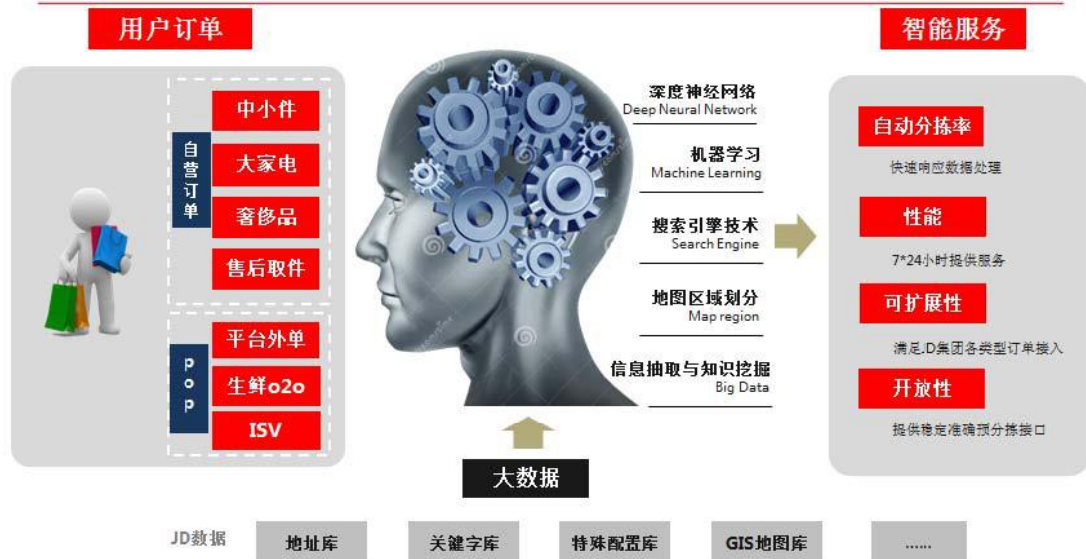 用户订单
智能服务
自营订单
中小件
大家电
奢侈品
售后取件
pop
平台外单
生鲜o2o
ISV
深度神经网络
Deep Neural Network
机器学习
Machine Learning
搜索引擎技术
Search Engine
地图区域划分
Map region
信息抽取与知识挖掘
Big Data
自动分拣率
快速响应数据处理
性能
7*24小时提供服务
可扩展性
满足JD集团各类型订单接入
开放性
提供稳定准确预分拣接口
大数据
JD数据
地址库
关键字库
特殊配置库
GIS地图库
......